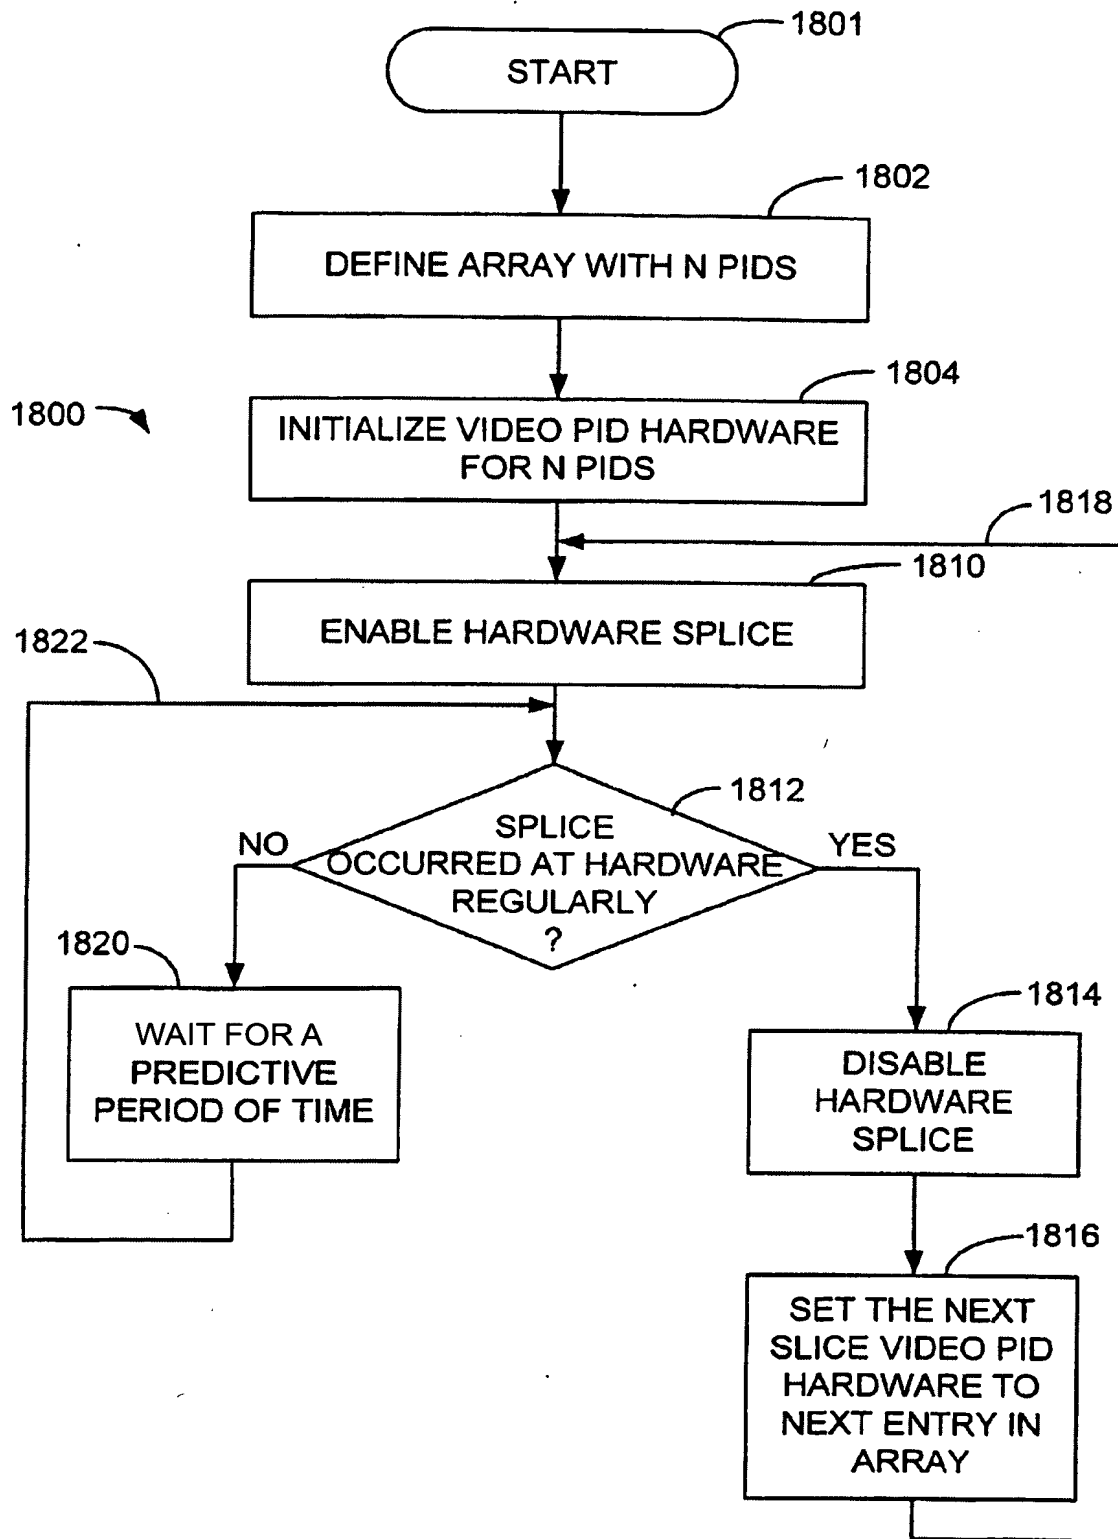 1801
START
1802
DEFINE ARRAY WITH N PIDS
1804
1800
INITIALIZE VIDEO PID HARDWARE
FOR N PIDS
1818
1810
ENABLE HARDWARE SPLICE
1822
1812
SPLICE
OCCURRED AT HARDWARE
REGULARLY
?
NO
YES
1820
WAIT FOR A
PREDICTIVE
PERIOD OF TIME
1814
DISABLE
HARDWARE
SPLICE
1816
SET THE NEXT
SLICE VIDEO PID
HARDWARE TO
NEXT ENTRY IN
ARRAY